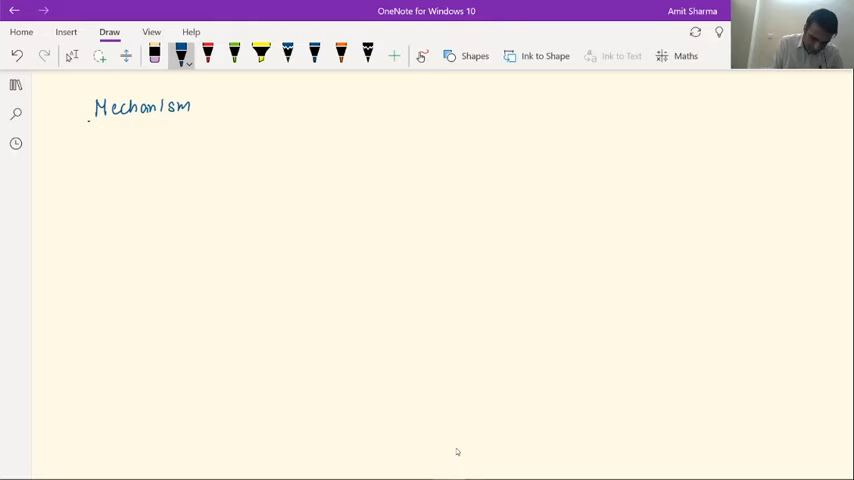 OneNote for Windows 10
Amit Sharma
Home Insert Draw View Help
Shapes Ink to Shape Ink to Text Maths
Mechanism